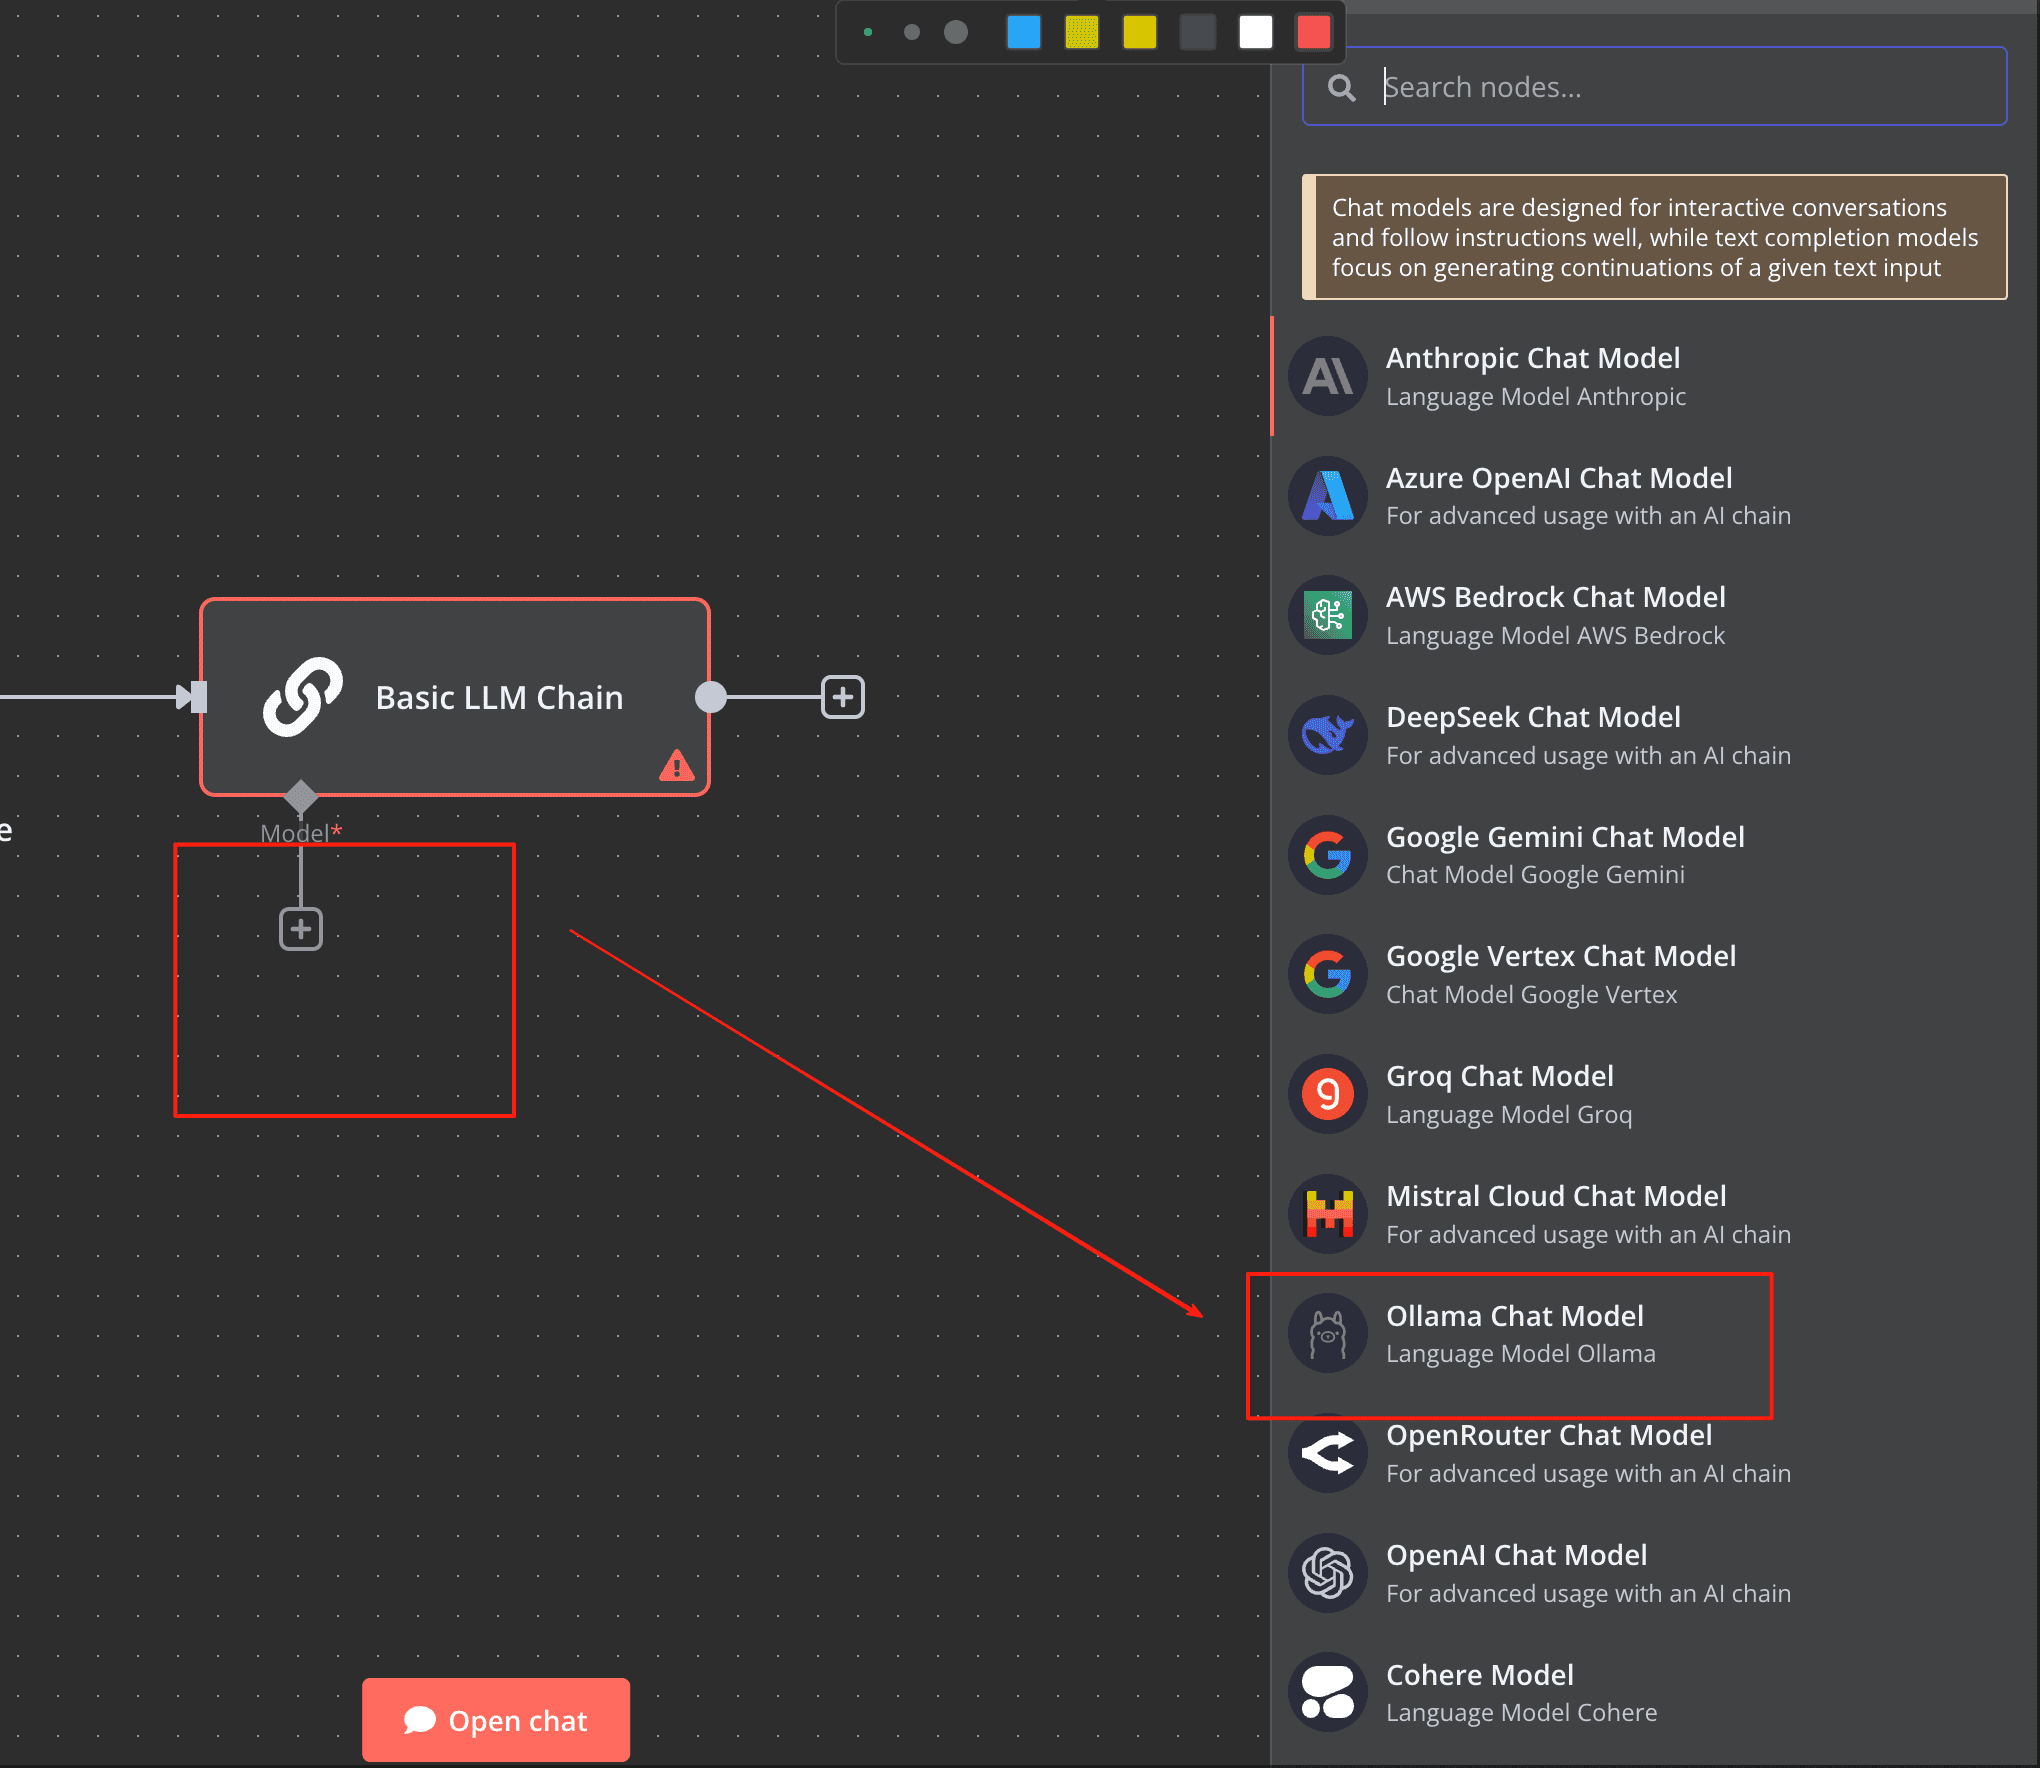 Search nodes...
Chat models are designed for interactive conversations
and follow instructions well, while text completion models
focus on generating continuations of a given text input
Anthropic Chat Model
Language Model Anthropic
Azure OpenAI Chat Model
For advanced usage with an AI chain
AWS Bedrock Chat Model
Language Model AWS Bedrock
DeepSeek Chat Model
For advanced usage with an AI chain
Google Gemini Chat Model
Chat Model Google Gemini
Google Vertex Chat Model
Chat Model Google Vertex
Groq Chat Model
Language Model Groq
Mistral Cloud Chat Model
For advanced usage with an AI chain
Ollama Chat Model
Language Model Ollama
OpenRouter Chat Model
For advanced usage with an AI chain
OpenAI Chat Model
For advanced usage with an AI chain
Cohere Model
Language Model Cohere
Basic LLM Chain
Model*
e
Open chat